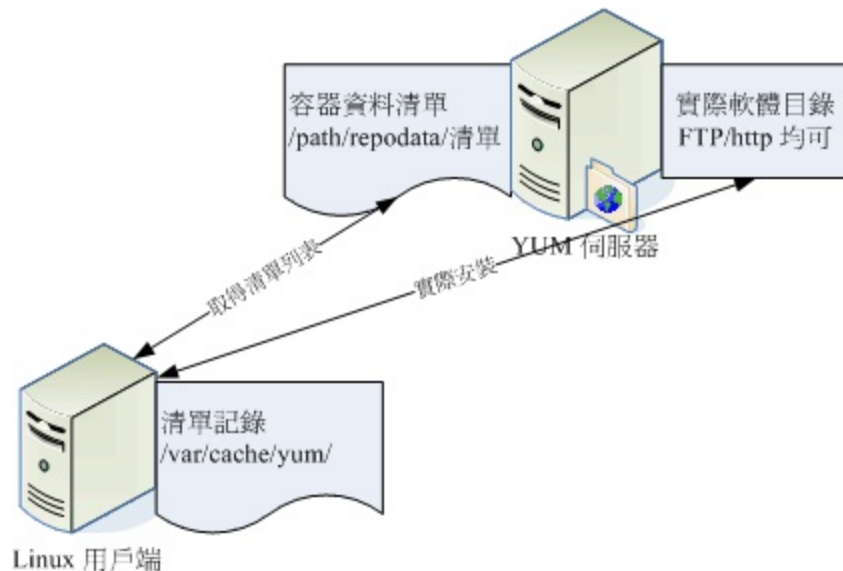 容器資料清單
/path/repodata/清單
實際軟體目錄
FTP/http 均可
YUM 伺服器
取得清單列表
實際安裝
清單記錄
/var/cache/yum/
Linux 用戶端